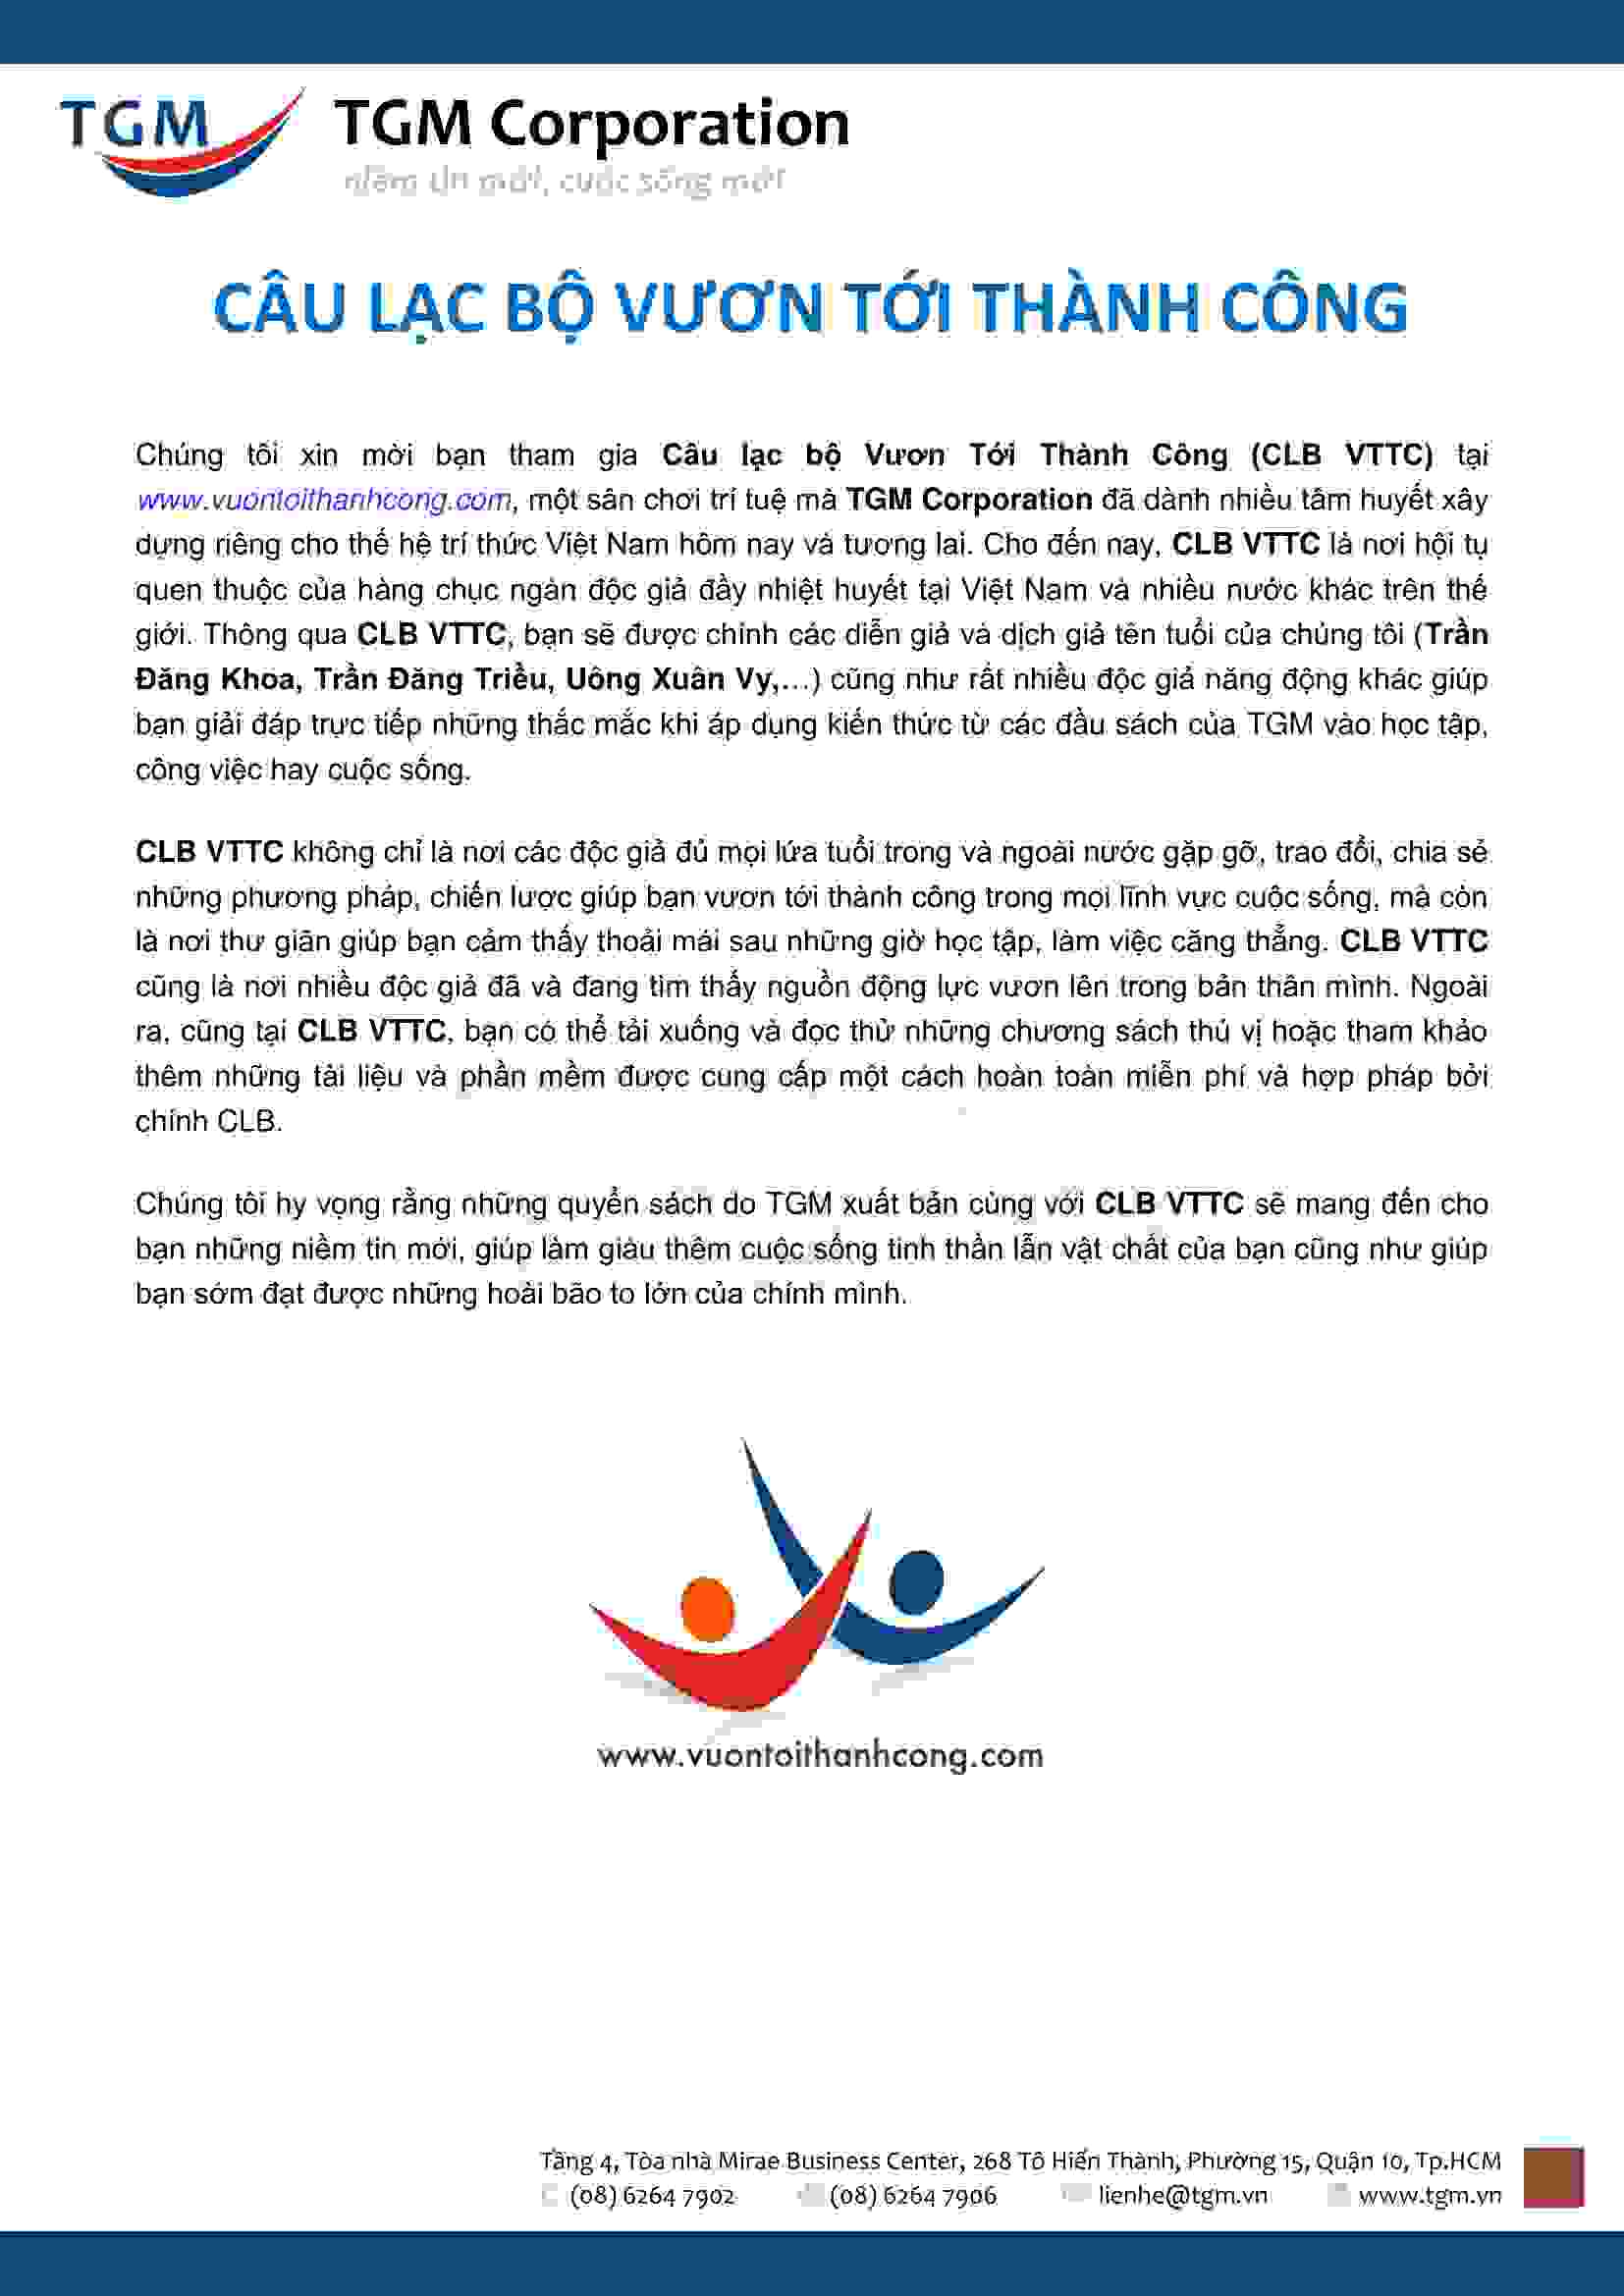 TGM
TGM Corporation
niềm tin mới, cuộc sống mới
CÂU LẠC BỘ VƯƠN TỚI THÀNH CÔNG
Chúng tôi xin mời bạn tham gia Câu lạc bộ Vươn Tới Thành Công (CLB VTTC) tại
www.vuontoithanhcong.com, một sân chơi trí tuệ mà TGM Corporation đã dành nhiều tâm huyết xây
dựng riêng cho thế hệ trí thức Việt Nam hôm nay và tương lai. Cho đến nay, CLB VTTC là nơi hội tụ
quen thuộc của hàng chục ngàn độc giả đầy nhiệt huyết tại Việt Nam và nhiều nước khác trên thế
giới. Thông qua CLB VTTC, bạn sẽ được chính các diễn giả và dịch giả tên tuổi của chúng tôi (Trần
Đăng Khoa, Trần Đăng Triều, Uông Xuân Vy,...) cũng như rất nhiều độc giả năng động khác giúp
bạn giải đáp trực tiếp những thắc mắc khi áp dụng kiến thức từ các đầu sách của TGM vào học tập,
công việc hay cuộc sống.
CLB VTTC không chỉ là nơi các độc giả đủ mọi lứa tuổi trong và ngoài nước gặp gỡ, trao đổi, chia sẻ
những phương pháp, chiến lược giúp bạn vươn tới thành công trong mọi lĩnh vực cuộc sống, mà còn
là nơi thư giãn giúp bạn cảm thấy thoải mái sau những giờ học tập, làm việc căng thẳng. CLB VTTC
cũng là nơi nhiều độc giả đã và đang tìm thấy nguồn động lực vươn lên trong bản thân mình. Ngoài
ra, cũng tại CLB VTTC, bạn có thể tải xuống và đọc thử những chương sách thú vị hoặc tham khảo
thêm những tài liệu và phần mềm được cung cấp một cách hoàn toàn miễn phí và hợp pháp bởi
chính CLB.
Chúng tôi hy vọng rằng những quyển sách do TGM xuất bản cùng với CLB VTTC sẽ mang đến cho
bạn những niềm tin mới, giúp làm giàu thêm cuộc sống tinh thần lẫn vật chất của bạn cũng như giúp
bạn sớm đạt được những hoài bão to lớn của chính mình.
www.vuontoithanhcong.com
Tầng 4, Tòa nhà Mirae Business Center, 268 Tô Hiến Thành, Phường 15, Quận 10, Tp.HCM
(08) 6264 7902 (08) 6264 7906 lienhe@tgm.vn www.tgm.vn